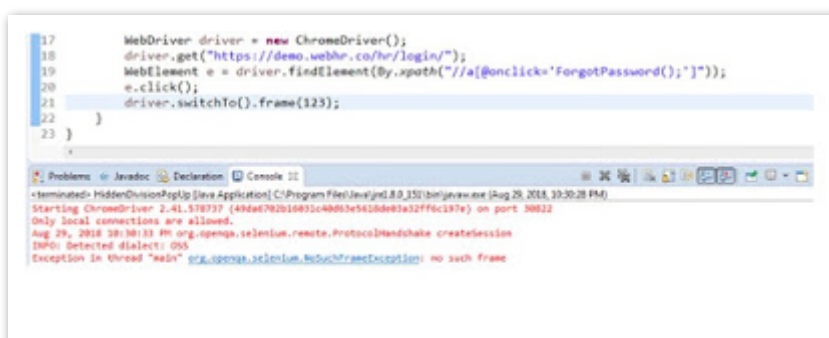 17 WebDriver driver = new ChromeDriver();
18 driver.get("https://demo.webhr.co/hr/login/");
19 WebElement e = driver.findElement(By.xpath("//a[@onclick='ForgotPassword();']"));
20 e.click();
21 driver.switchTo().frame(123);
22 }
23 }
Problems Javadoc Declaration Console
<terminated> HiddenDivisionPopUp [Java Application] C:\Program Files\Java\jre1.8.0_151\bin\javaw.exe (Aug 29, 2018, 10:30:28 PM)
Starting ChromeDriver 2.41.578737 on port
Only local connections are allowed.
Aug 29, 2018 10:30:33 PM org.openqa.selenium.remote.ProtocolHandshake createSession
INFO: Detected dialect: OSS
Exception in thread "main" org.openqa.selenium.NoSuchFrameException: no such frame